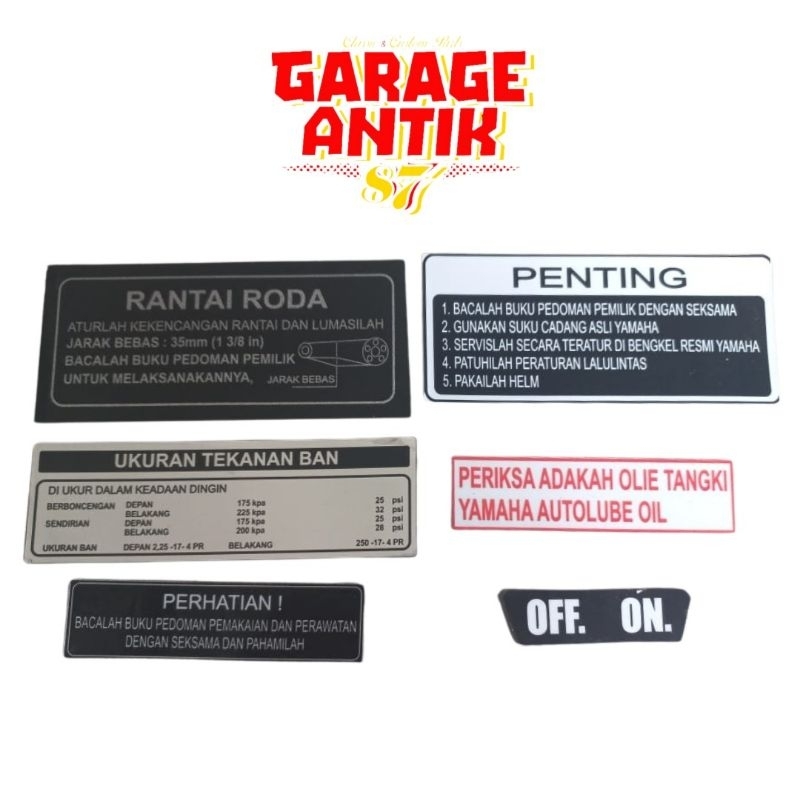 Classic & Custom Parts
GARAGE
ANTIK
87
RANTAI RODA
ATURLAH KEKENCANGAN RANTAI DAN LUMASILAH
JARAK BEBAS : 35mm (1 3/8 in)
BACALAH BUKU PEDOMAN PEMILIK
UNTUK MELAKSANAKANNYA,
JARAK BEBAS
PENTING
1. BACALAH BUKU PEDOMAN PEMILIK DENGAN SEKSAMA
2. GUNAKAN SUKU CADANG ASLI YAMAHA
3. SERVISLAH SECARA TERATUR DI BENGKEL RESMI YAMAHA
4. PATUHILAH PERATURAN LALULINTAS
5. PAKAILAH HELM
UKURAN TEKANAN BAN
DI UKUR DALAM KEADAAN DINGIN
BERBONCENGAN DEPAN 175 kpa 25 psi
BELAKANG 225 kpa 32 psi
SENDIRIAN DEPAN 175 kpa 25 psi
BELAKANG 200 kpa 28 psi
UKURAN BAN DEPAN 2,25 -17- 4 PR BELAKANG 250 -17- 4 PR
PERIKSA ADAKAH OLIE TANGKI
YAMAHA AUTOLUBE OIL
PERHATIAN !
BACALAH BUKU PEDOMAN PEMAKAIAN DAN PERAWATAN
DENGAN SEKSAMA DAN PAHAMILAH
OFF. ON.